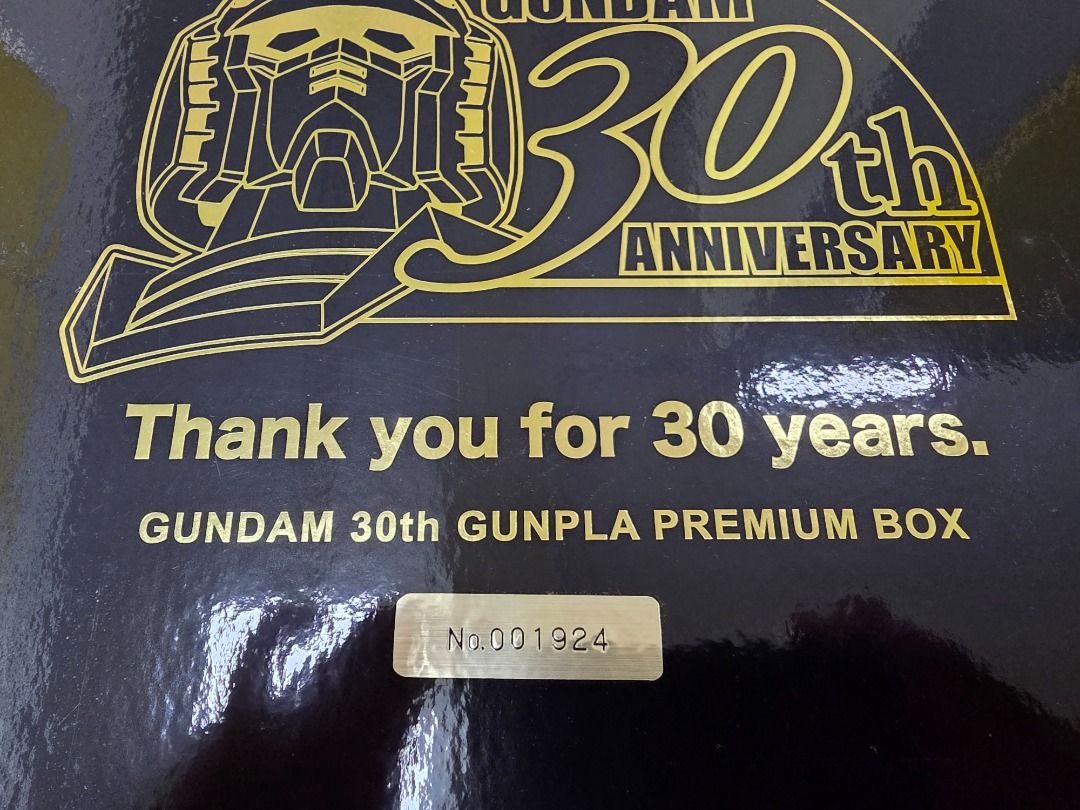 GUNDAM
30th
ANNIVERSARY
Thank you for 30 years.
GUNDAM 30th GUNPLA PREMIUM BOX
No.001924